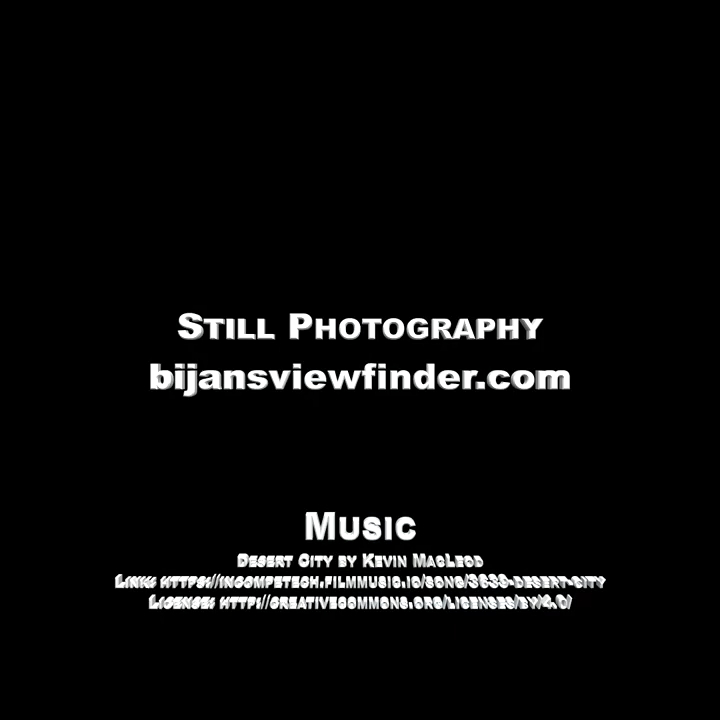 Still Photography
bijansviewfinder.com
Music
Desert City by Kevin MacLeod
Link: https://incompetech.filmmusic.io/song/3639-desert-city
License: http://creativecommons.org/licenses/by/4.0/